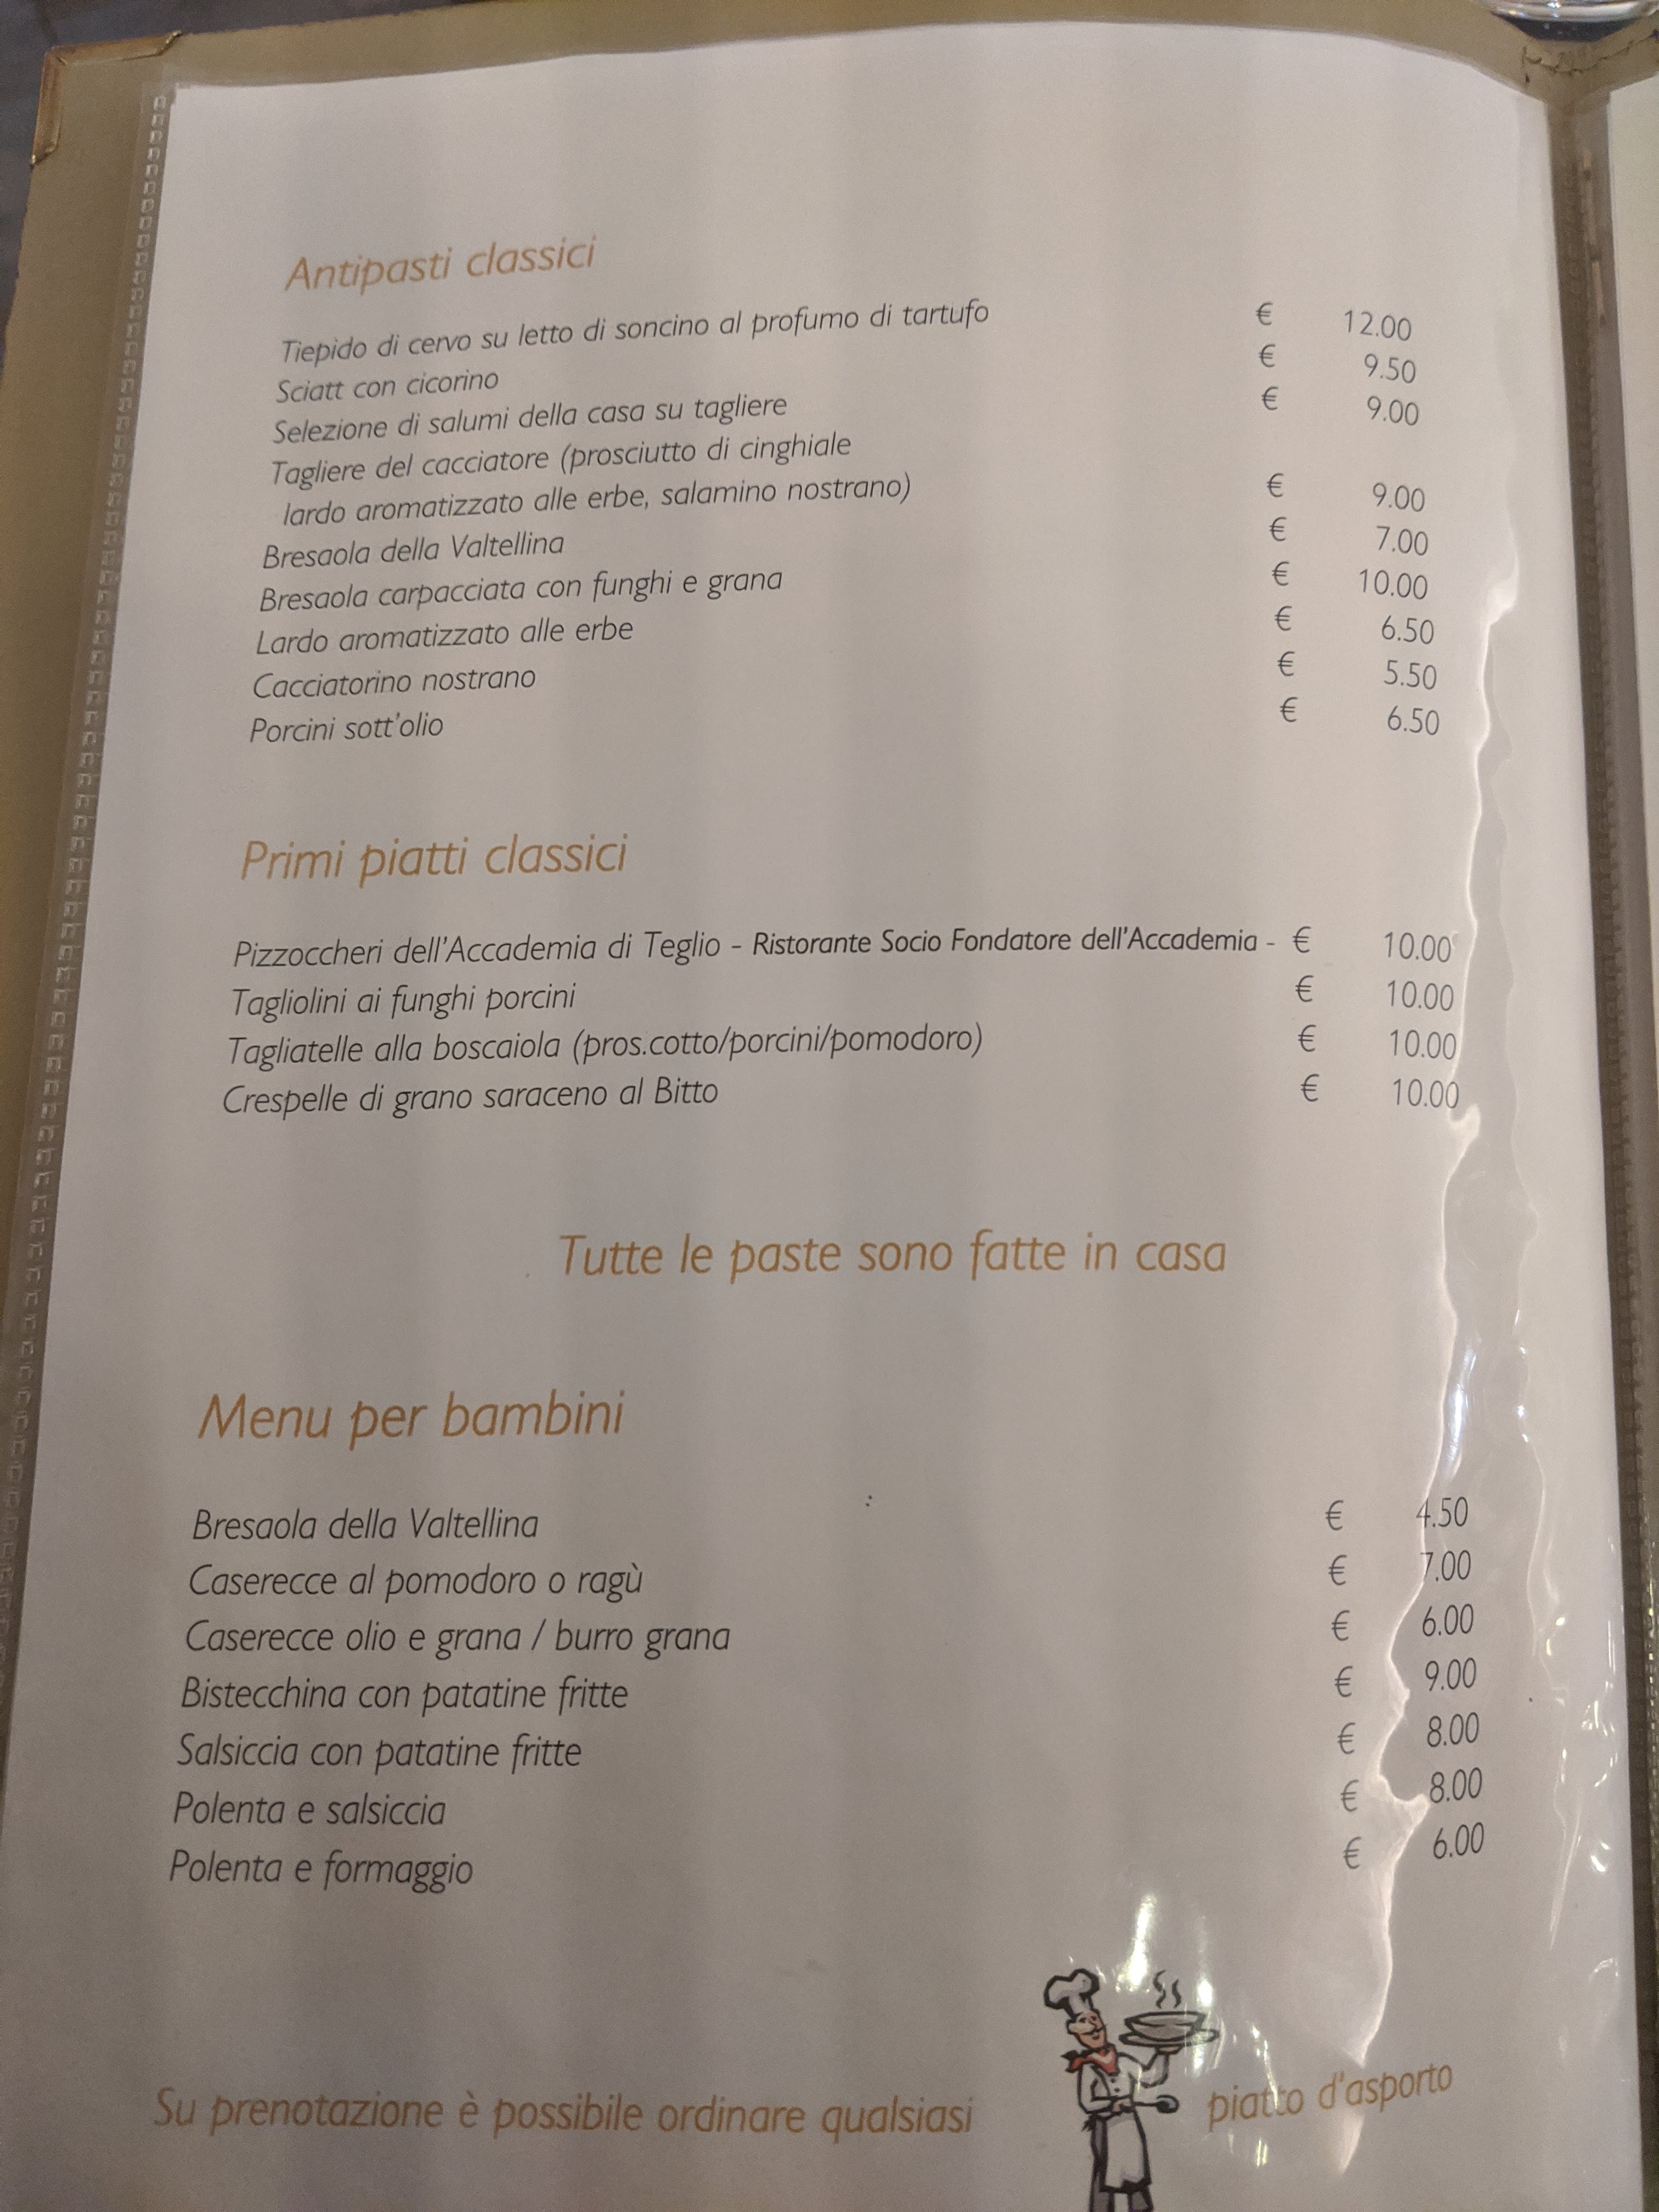 Antipasti classici
Tiepido di cervo su letto di soncino al profumo di tartufo € 12.00
Sciatt con cicorino € 9.50
Selezione di salumi della casa su tagliere € 9.00
Tagliere del cacciatore (prosciutto di cinghiale
lardo aromatizzato alle erbe, salamino nostrano) € 9.00
Bresaola della Valtellina € 7.00
Bresaola carpacciata con funghi e grana € 10.00
Lardo aromatizzato alle erbe € 6.50
Cacciatorino nostrano € 5.50
Porcini sott'olio € 6.50
Primi piatti classici
Pizzoccheri dell'Accademia di Teglio - Ristorante Socio Fondatore dell'Accademia - € 10.00
Tagliolini ai funghi porcini € 10.00
Tagliatelle alla boscaiola (pros.cotto/porcini/pomodoro) € 10.00
Crespelle di grano saraceno al Bitto € 10.00
Tutte le paste sono fatte in casa
Menu per bambini
Bresaola della Valtellina € 4.50
Caserecce al pomodoro o ragù € 7.00
Caserecce olio e grana / burro grana € 6.00
Bistecchina con patatine fritte € 9.00
Salsiccia con patatine fritte € 8.00
Polenta e salsiccia € 8.00
Polenta e formaggio € 6.00
Su prenotazione è possibile ordinare qualsiasi piatto d'asporto